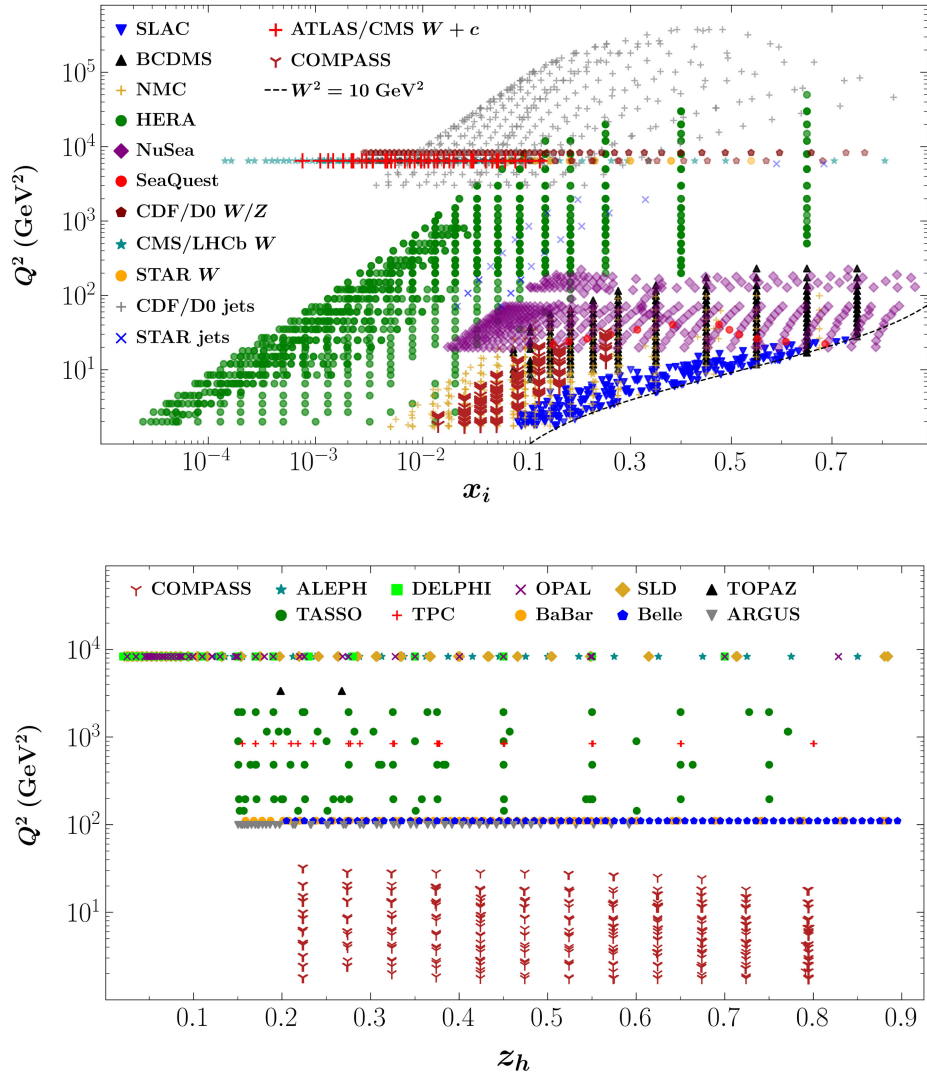 SLAC
BCDMS
NMC
HERA
NuSea
SeaQuest
CDF/D0 W/Z
CMS/LHCb W
STAR W
CDF/D0 jets
STAR jets
ATLAS/CMS W + c
COMPASS
W² = 10 GeV²
10⁵
10⁴
10³
10²
10¹
Q² (GeV²)
10⁻⁴ 10⁻³ 10⁻² 0.1 0.3 0.5 0.7
x_i
COMPASS ALEPH DELPHI OPAL SLD TOPAZ
TASSO TPC BaBar Belle ARGUS
10⁴
10³
10²
10¹
Q² (GeV²)
0.1 0.2 0.3 0.4 0.5 0.6 0.7 0.8 0.9
z_h